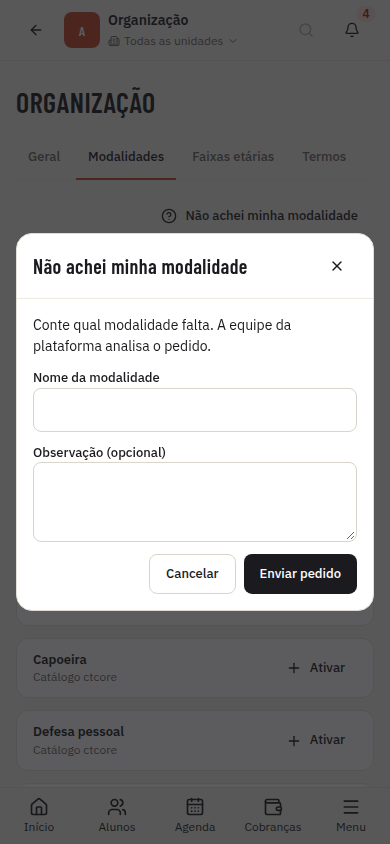 Organização
4
A
Todas as unidades
ORGANIZAÇÃO
Geral
Modalidades
Faixas etárias
Termos
Não achei minha modalidade
Não achei minha modalidade
Conte qual modalidade falta. A equipe da
plataforma analisa o pedido.
Nome da modalidade
Observação (opcional)
Cancelar
Enviar pedido
Capoeira
Catálogo ctcore
Ativar
Defesa pessoal
Catálogo ctcore
Ativar
Início
Alunos
Agenda
Cobranças
Menu